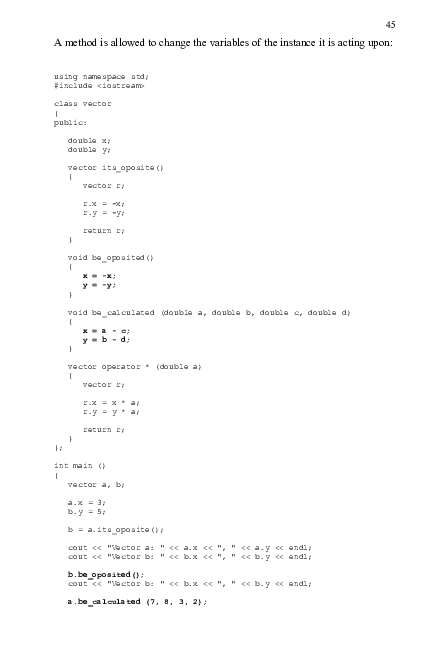 45
A method is allowed to change the variables of the instance it is acting upon:
using namespace std;
#include <iostream>
class vector
{
public:
double x;
double y;
vector its_oposite()
{
vector r;
r.x = -x;
r.y = -y;
return r;
}
void be_oposited()
{
x = -x;
y = -y;
}
void be_calculated (double a, double b, double c, double d)
{
x = a - c;
y = b - d;
}
vector operator * (double a)
{
vector r;
r.x = x * a;
r.y = y * a;
return r;
}
};
int main ()
{
vector a, b;
a.x = 3;
b.y = 5;
b = a.its_oposite();
cout << "Vector a: " << a.x << ", " << a.y << endl;
cout << "Vector b: " << b.x << ", " << b.y << endl;
b.be_oposited();
cout << "Vector b: " << b.x << ", " << b.y << endl;
a.be_calculated (7, 8, 3, 2);